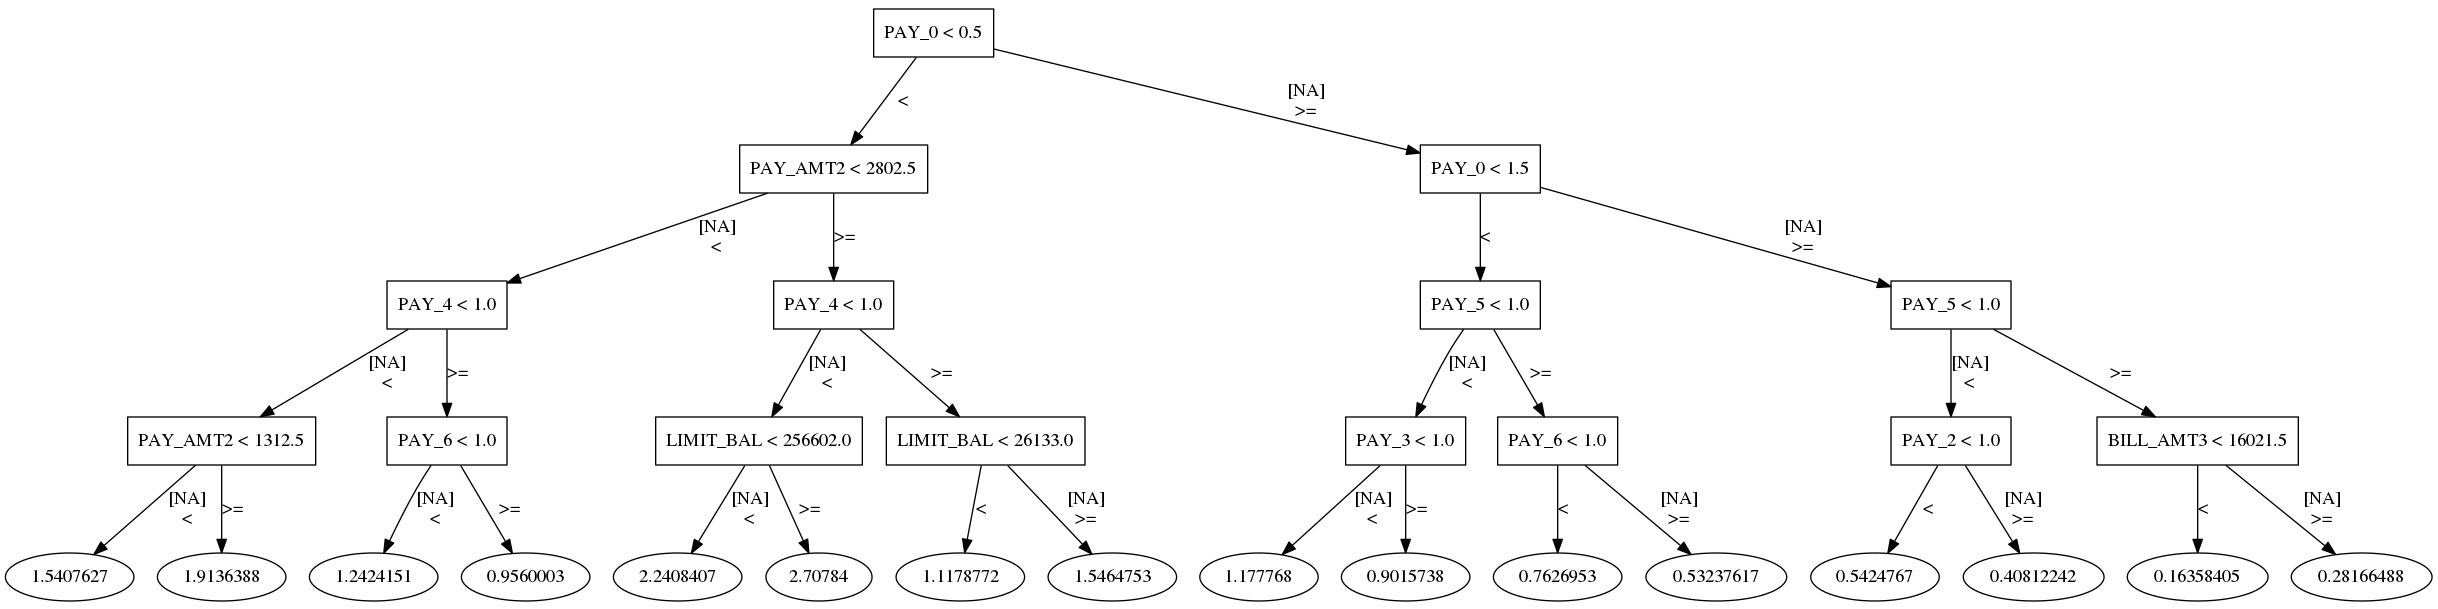 PAY_0 < 0.5
[NA]
>=
<
PAY_AMT2 < 2802.5
PAY_0 < 1.5
[NA]
<
>=
<
[NA]
>=
PAY_4 < 1.0
PAY_4 < 1.0
PAY_5 < 1.0
PAY_5 < 1.0
[NA]
<
>=
[NA]
<
>=
[NA]
<
>=
[NA]
<
>=
PAY_AMT2 < 1312.5
PAY_6 < 1.0
LIMIT_BAL < 256602.0
LIMIT_BAL < 26133.0
PAY_3 < 1.0
PAY_6 < 1.0
PAY_2 < 1.0
BILL_AMT3 < 16021.5
[NA]
<
>=
[NA]
<
>=
[NA]
<
>=
<
[NA]
>=
[NA]
<
>=
<
[NA]
>=
<
[NA]
>=
<
[NA]
>=
1.5407627
1.9136388
1.2424151
0.9560003
2.2408407
2.70784
1.1178772
1.5464753
1.177768
0.9015738
0.7626953
0.53237617
0.5424767
0.40812242
0.16358405
0.28166488